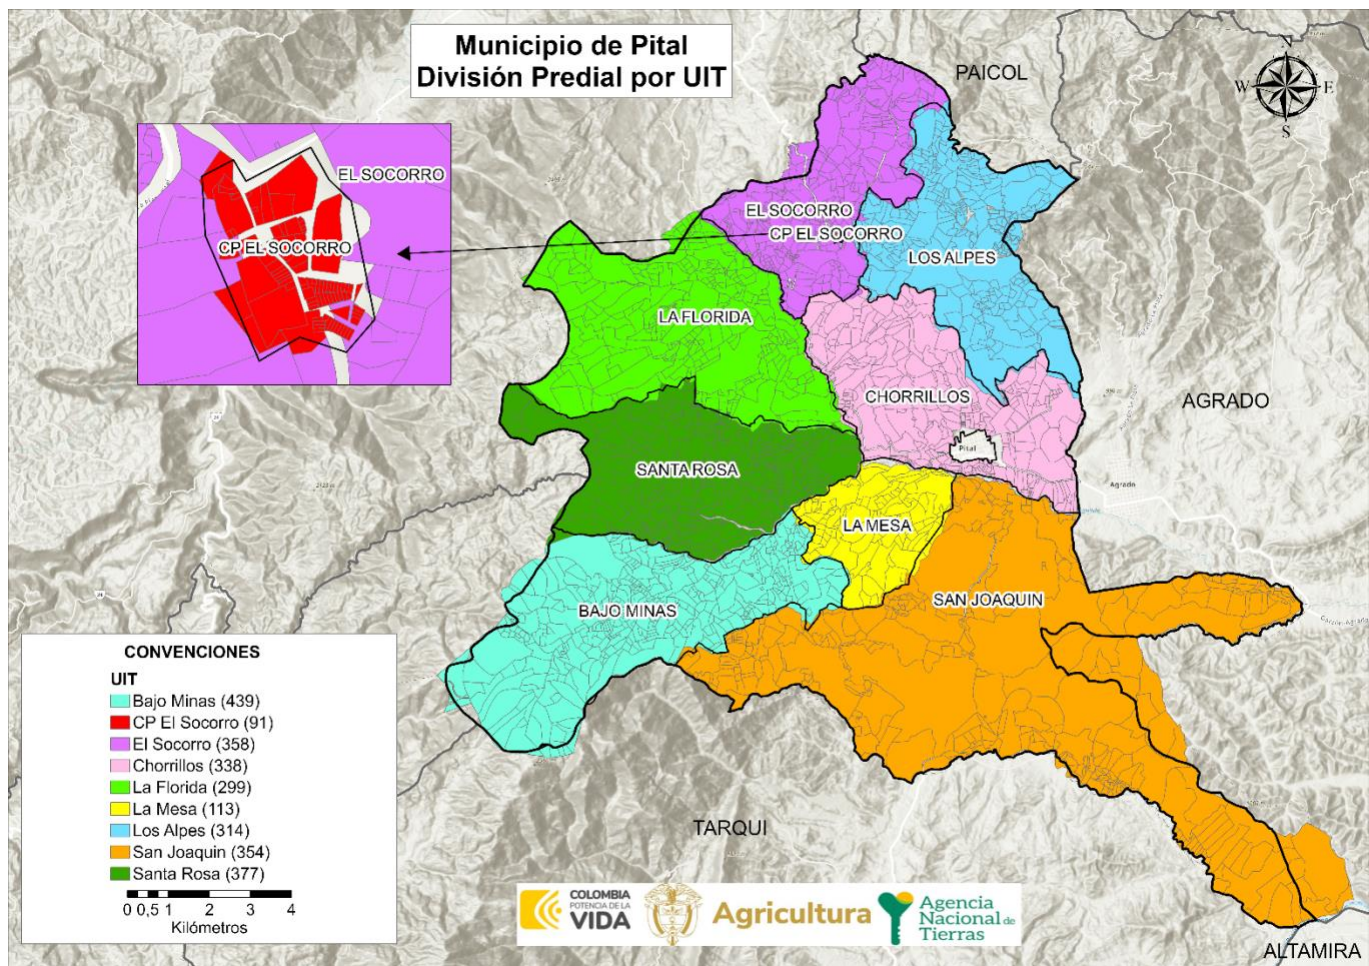 Municipio de Pital
División Predial por UIT
PAICOL
N
W
E
S
EL SOCORRO
CP EL SOCORRO
EL SOCORRO
CP EL SOCORRO
LOS ALPES
LA FLORIDA
CHORRILLOS
AGRADO
Pital
SANTA ROSA
Agrado
LA MESA
BAJO MINAS
SAN JOAQUIN
Garzón-Agrado
TARQUI
ALTAMIRA
CONVENCIONES
UIT
Bajo Minas (439)
CP El Socorro (91)
El Socorro (358)
Chorrillos (338)
La Florida (299)
La Mesa (113)
Los Alpes (314)
San Joaquin (354)
Santa Rosa (377)
0 0,5 1 2 3 4
Kilómetros
COLOMBIA
POTENCIA DE LA
VIDA
Agricultura
Agencia
Nacional de
Tierras